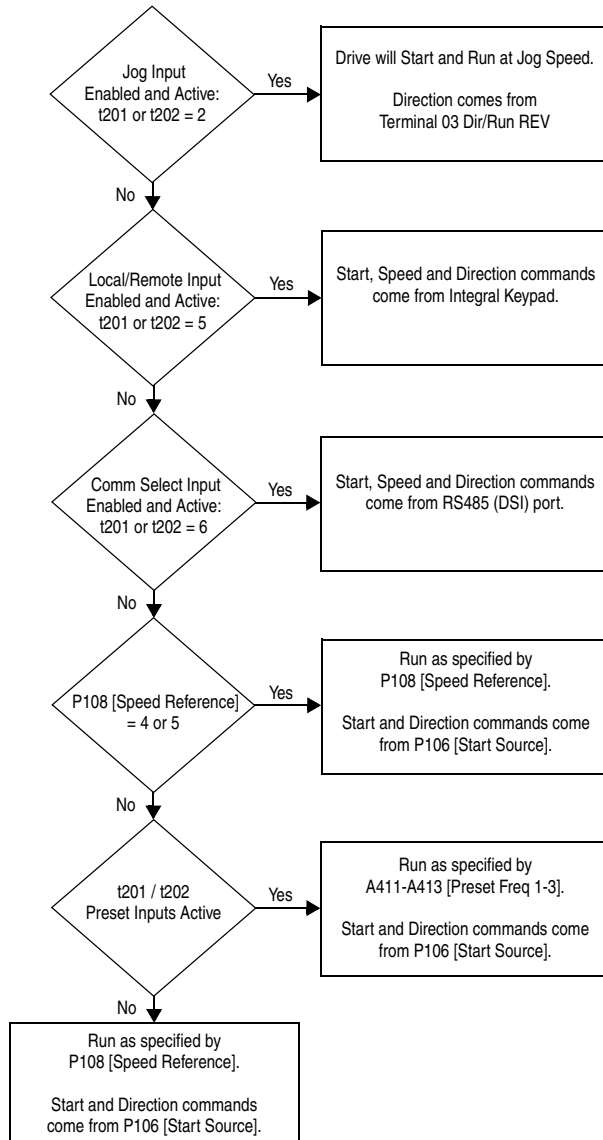 Jog Input
Enabled and Active:
t201 or t202 = 2
Yes
Drive will Start and Run at Jog Speed.
Direction comes from
Terminal 03 Dir/Run REV
No
Local/Remote Input
Enabled and Active:
t201 or t202 = 5
Yes
Start, Speed and Direction commands
come from Integral Keypad.
No
Comm Select Input
Enabled and Active:
t201 or t202 = 6
Yes
Start, Speed and Direction commands
come from RS485 (DSI) port.
No
P108 [Speed Reference]
= 4 or 5
Yes
Run as specified by
P108 [Speed Reference].
Start and Direction commands come
from P106 [Start Source].
No
t201 / t202
Preset Inputs Active
Yes
Run as specified by
A411-A413 [Preset Freq 1-3].
Start and Direction commands come
from P106 [Start Source].
No
Run as specified by
P108 [Speed Reference].
Start and Direction commands
come from P106 [Start Source].